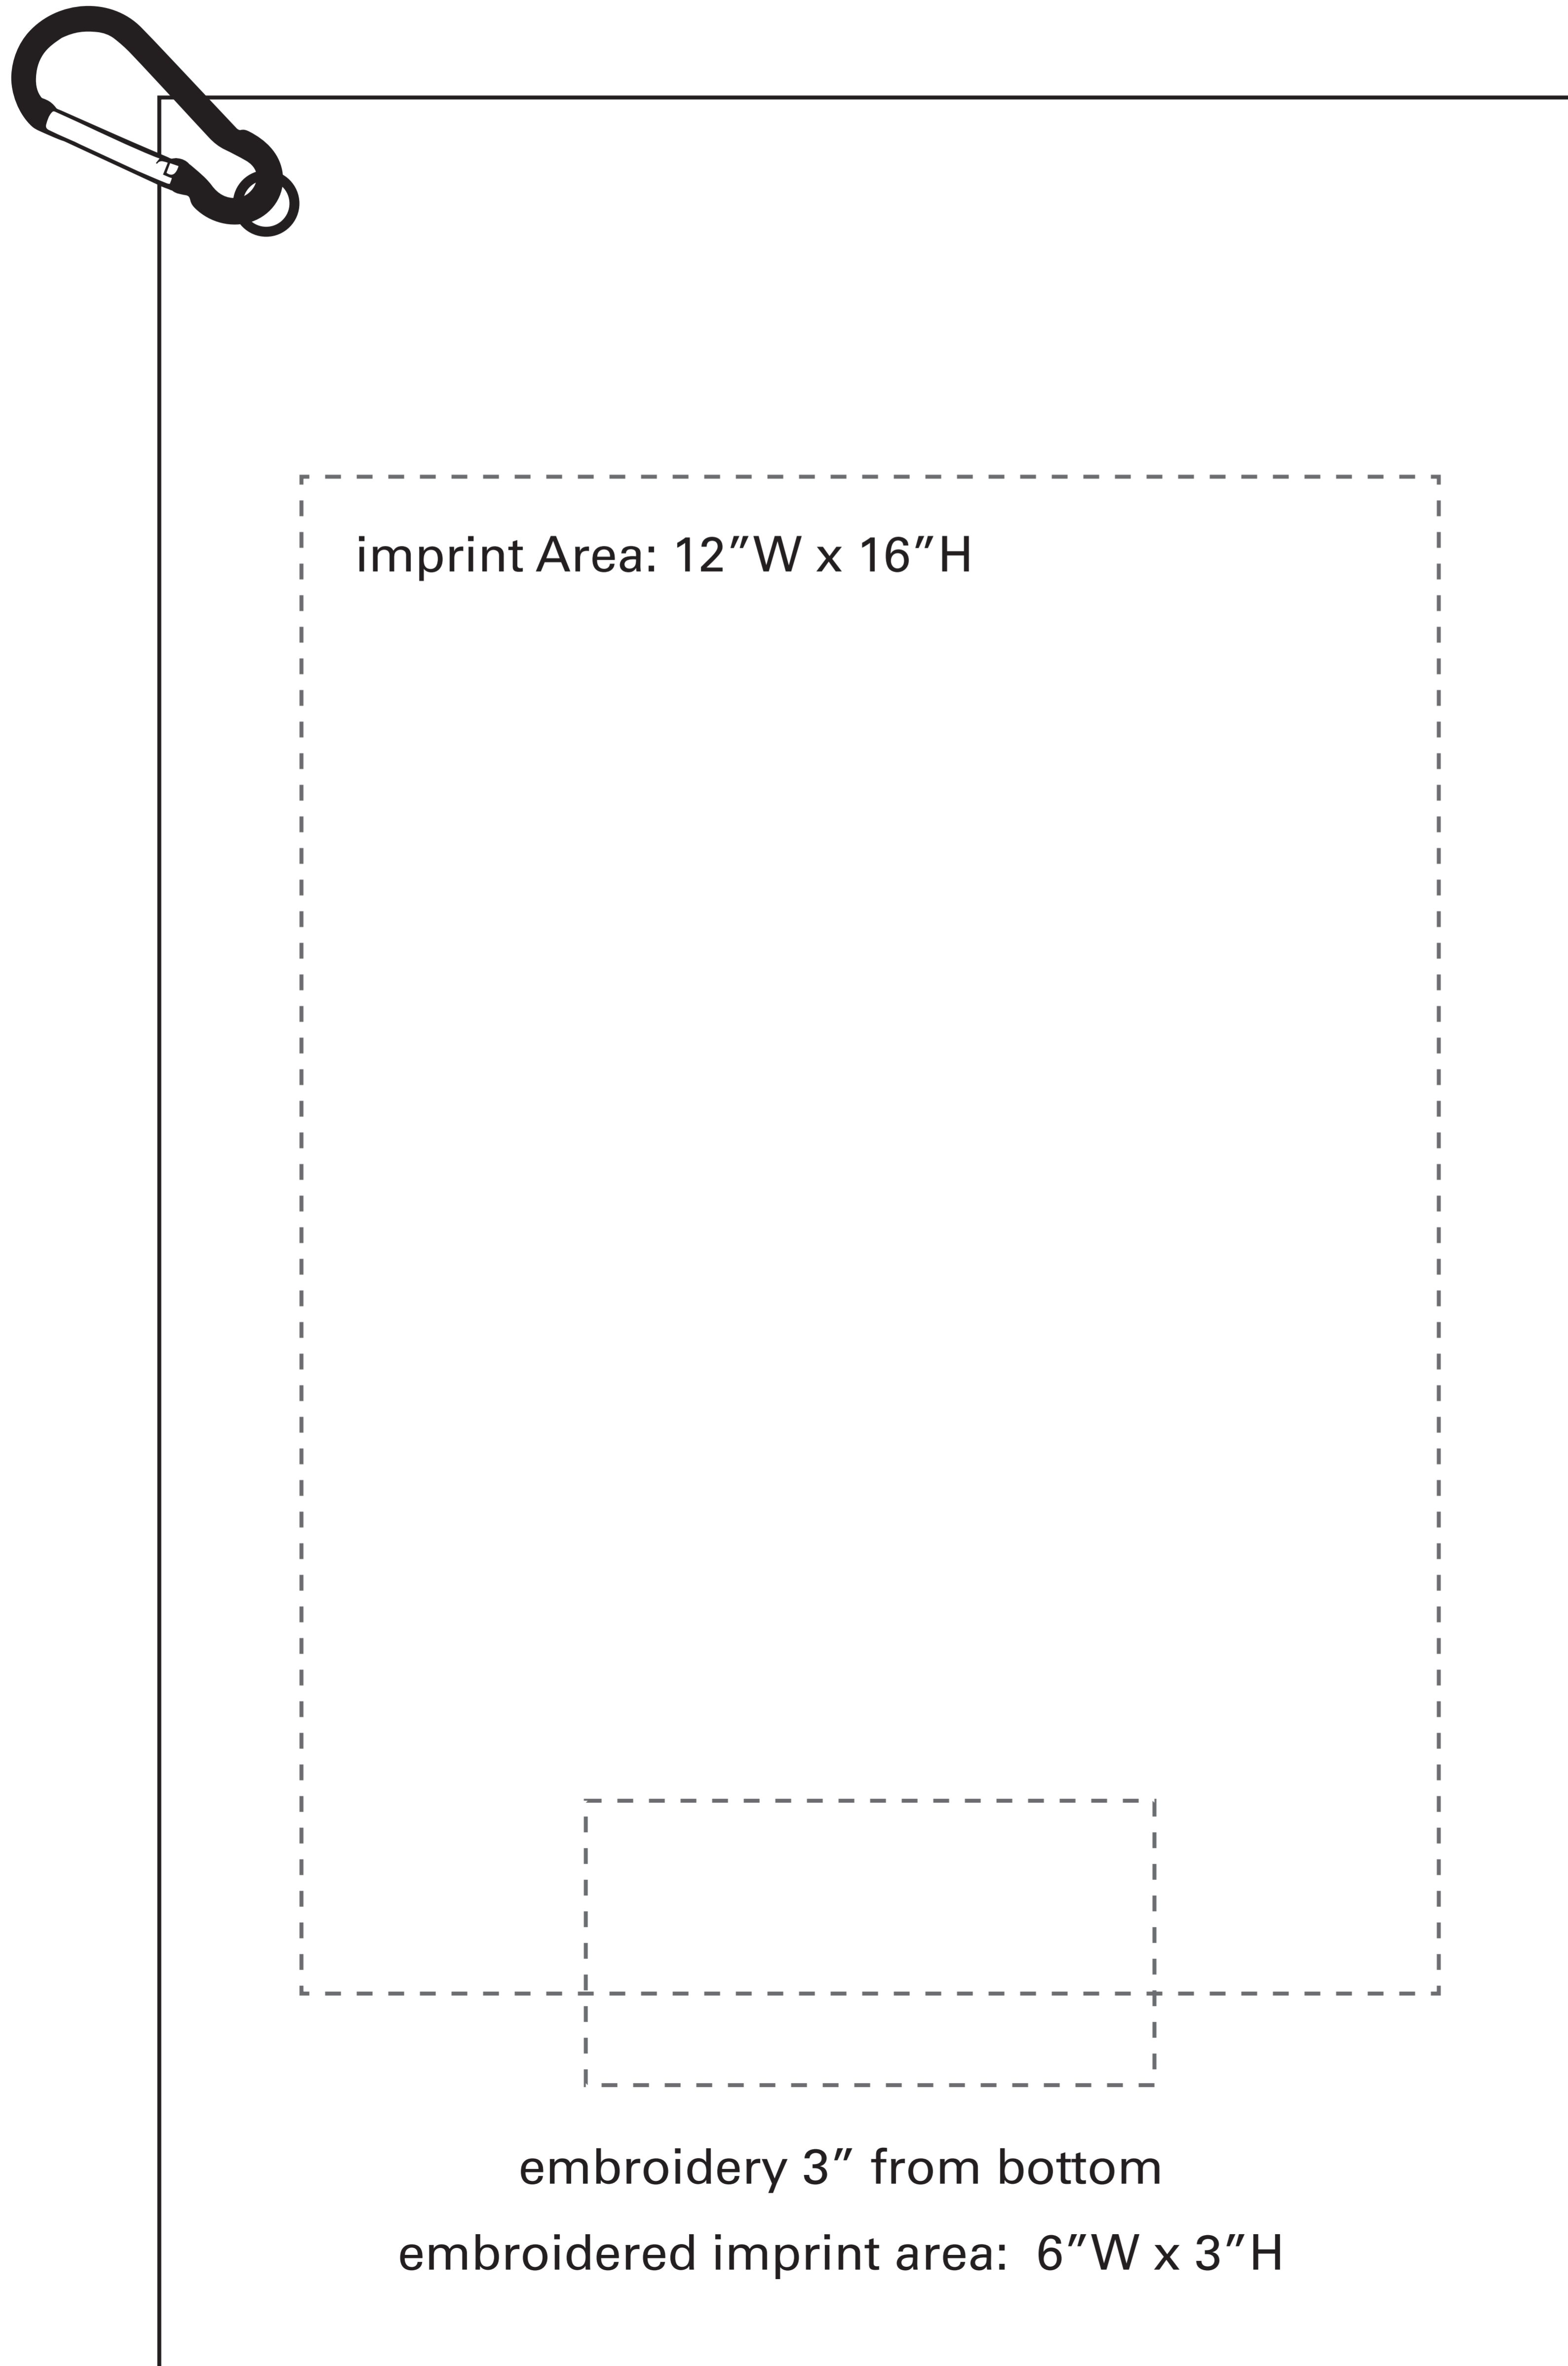 imprint Area: 12″W x 16″H
embroidery 3″ from bottom
embroidered imprint area:  6″W x 3″H